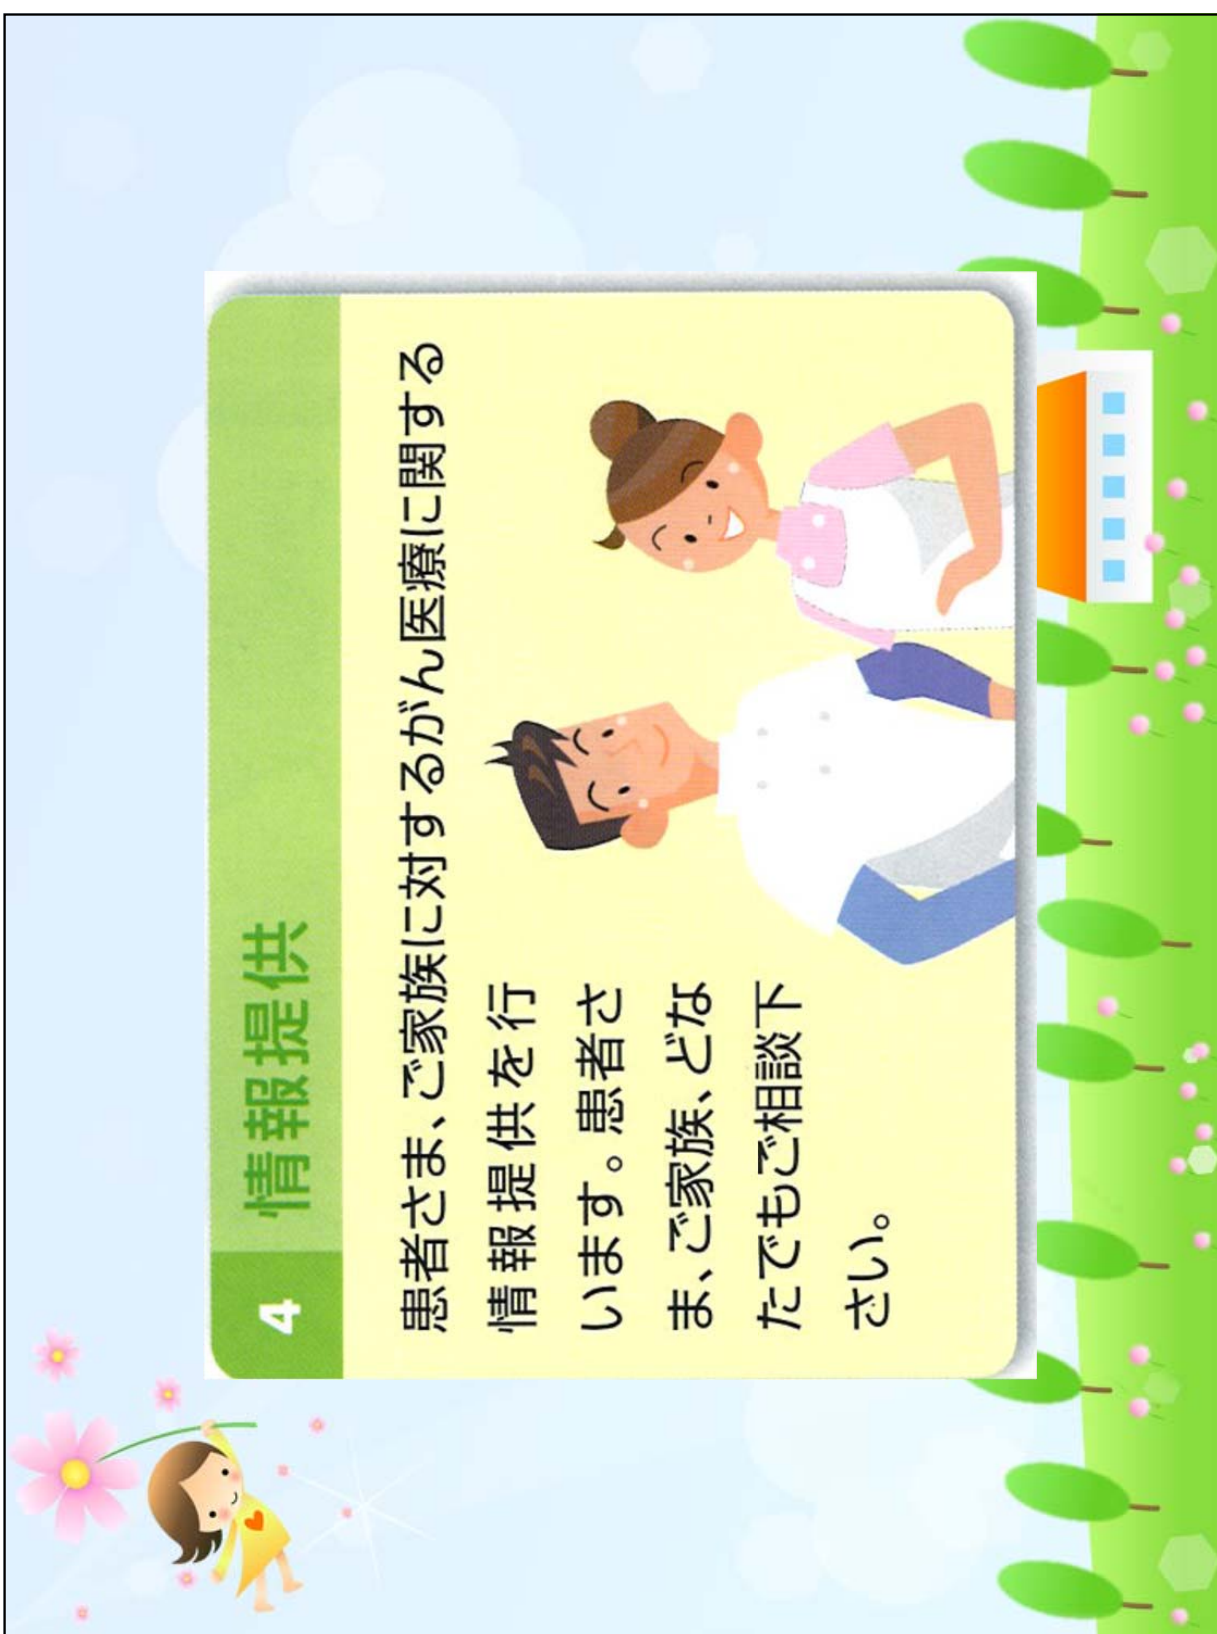 4 情報提供
患者さま、ご家族に対するがん医療に関する
情報提供を行
います。患者さ
ま、ご家族、どな
たでもご相談下
さい。